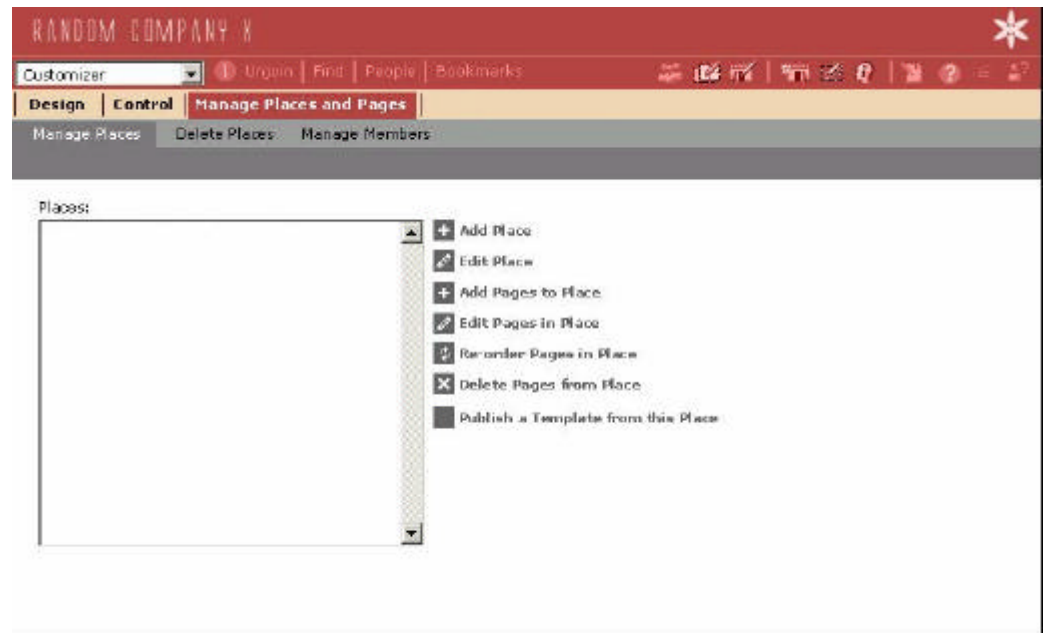 RANDOM COMPANY X
Customizer Find | People | Bookmarks
Design | Control | Manage Places and Pages
Manage Places Delete Places Manage Members
Places:
Add Place
Edit Place
Add Pages to Place
Edit Pages in Place
Re-order Pages in Place
Delete Pages from Place
Publish a Template from this Place